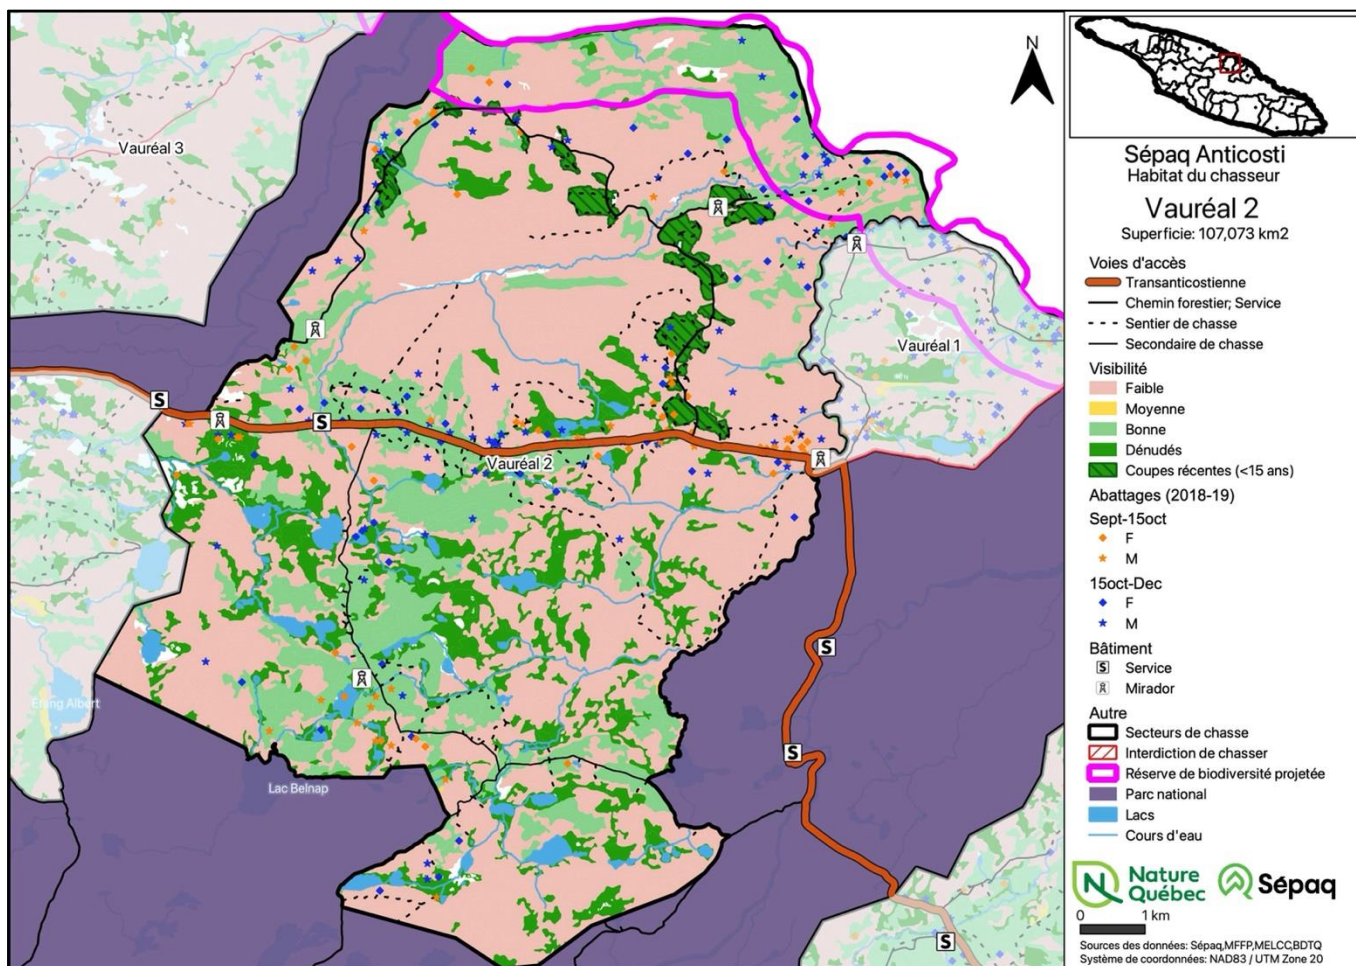 Vauréal 3
Vauréal 1
Vauréal 2
Étang Albert
Lac Belnap
S
S
S
S
S
N
Sépaq Anticosti
Habitat du chasseur
Vauréal 2
Superficie: 107,073 km2
Voies d'accès
Transanticostienne
Chemin forestier; Service
Sentier de chasse
Secondaire de chasse
Visibilité
Faible
Moyenne
Bonne
Dénudés
Coupes récentes (<15 ans)
Abattages (2018-19)
Sept-15oct
F
M
15oct-Dec
F
M
Bâtiment
S Service
Mirador
Autre
Secteurs de chasse
Interdiction de chasser
Réserve de biodiversité projetée
Parc national
Lacs
Cours d'eau
Nature
Québec
Sépaq
0 1 km
Sources des données: Sépaq,MFFP,MELCC,BDTQ
Système de coordonnées: NAD83 / UTM Zone 20